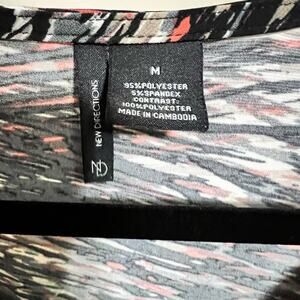 M
95%POLYESTER
5%SPANDEX
CONTRAST:
100%POLYESTER
MADE IN CAMBODIA
NEW DIRECTIONS
ND